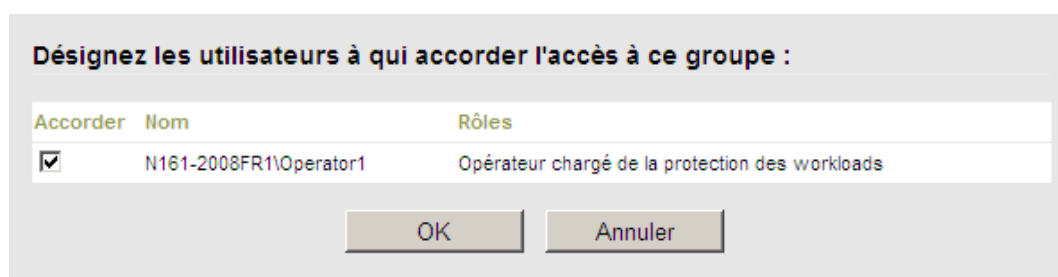 Désignez les utilisateurs à qui accorder l'accès à ce groupe :
Accorder Nom Rôles
N161-2008FR1\Operator1 Opérateur chargé de la protection des workloads
OK Annuler